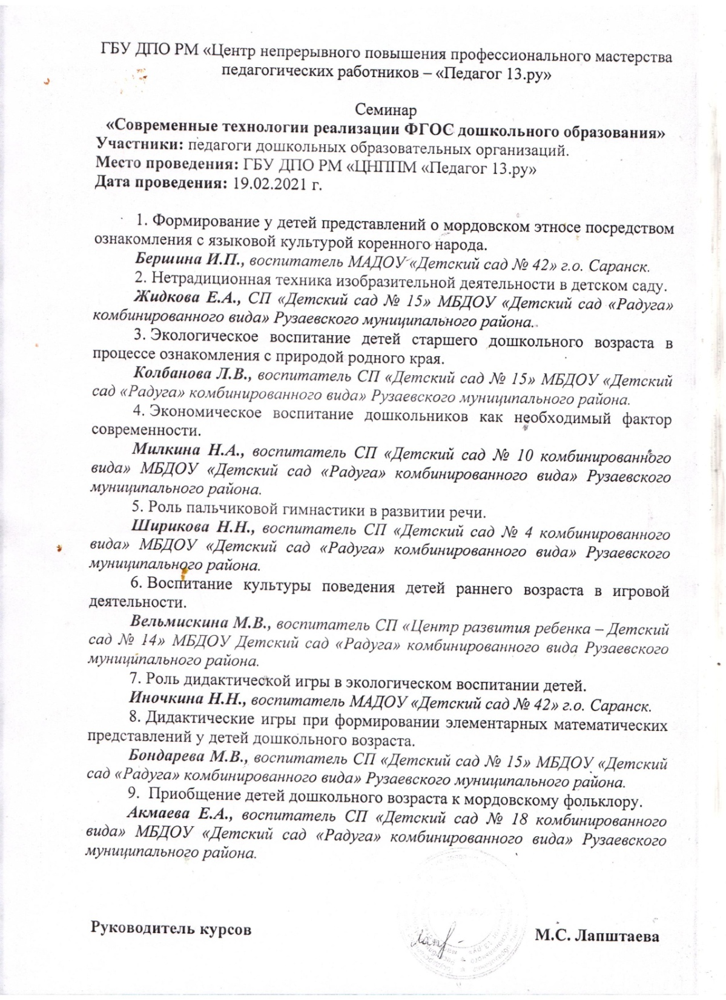 ГБУ ДПО РМ «Центр непрерывного повышения профессионального мастерства
педагогических работников – «Педагог 13.ру»
Семинар
«Современные технологии реализации ФГОС дошкольного образования»
Участники: педагоги дошкольных образовательных организаций.
Место проведения: ГБУ ДПО РМ «ЦНППМ «Педагог 13.ру»
Дата проведения: 19.02.2021 г.
1. Формирование у детей представлений о мордовском этносе посредством
ознакомления с языковой культурой коренного народа.
Бершина И.П., воспитатель МАДОУ «Детский сад № 42» г.о. Саранск.
2. Нетрадиционная техника изобразительной деятельности в детском саду.
Жидкова Е.А., СП «Детский сад № 15» МБДОУ «Детский сад «Радуга»
комбинированного вида» Рузаевского муниципального района.
3. Экологическое воспитание детей старшего дошкольного возраста в
процессе ознакомления с природой родного края.
Колбанова Л.В., воспитатель СП «Детский сад № 15» МБДОУ «Детский
сад «Радуга» комбинированного вида» Рузаевского муниципального района.
4. Экономическое воспитание дошкольников как необходимый фактор
современности.
Милкина Н.А., воспитатель СП «Детский сад № 10 комбинированного
вида» МБДОУ «Детский сад «Радуга» комбинированного вида» Рузаевского
муниципального района.
5. Роль пальчиковой гимнастики в развитии речи.
Ширикова Н.Н., воспитатель СП «Детский сад № 4 комбинированного
вида» МБДОУ «Детский сад «Радуга» комбинированного вида» Рузаевского
муниципального района.
6. Воспитание культуры поведения детей раннего возраста в игровой
деятельности.
Вельмискина М.В., воспитатель СП «Центр развития ребенка – Детский
сад № 14» МБДОУ Детский сад «Радуга» комбинированного вида Рузаевского
муниципального района.
7. Роль дидактической игры в экологическом воспитании детей.
Иночкина Н.Н., воспитатель МАДОУ «Детский сад № 42» г.о. Саранск.
8. Дидактические игры при формировании элементарных математических
представлений у детей дошкольного возраста.
Бондарева М.В., воспитатель СП «Детский сад № 15» МБДОУ «Детский
сад «Радуга» комбинированного вида» Рузаевского муниципального района.
9. Приобщение детей дошкольного возраста к мордовскому фольклору.
Акмаева Е.А., воспитатель СП «Детский сад № 18 комбинированного
вида» МБДОУ «Детский сад «Радуга» комбинированного вида» Рузаевского
муниципального района.
Руководитель курсов
М.С. Лапштаева